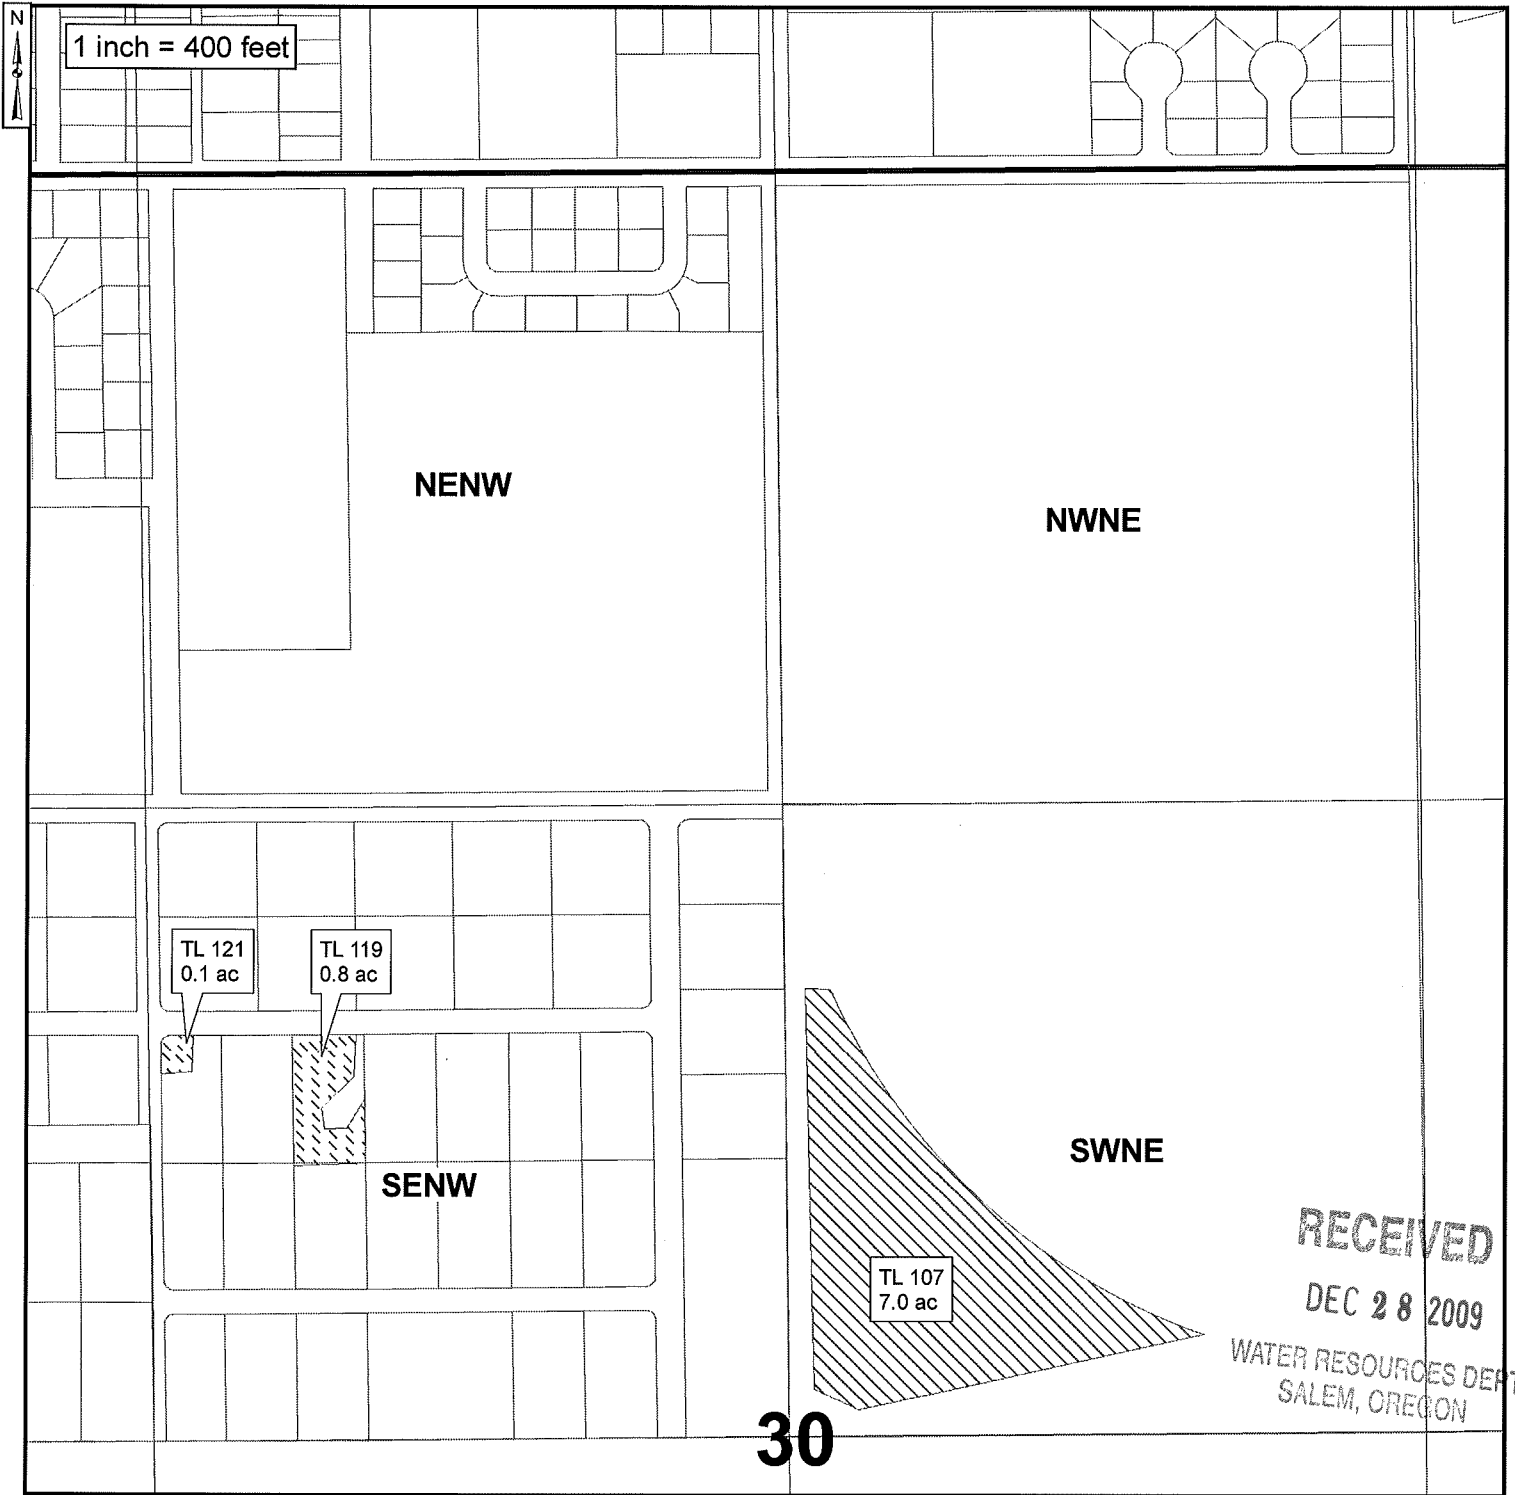 N
1 inch = 400 feet
NENW
NWNE
TL 121
0.1 ac
TL 119
0.8 ac
SENW
SWNE
TL 107
7.0 ac
RECEIVED
DEC 28 2009
WATER RESOURCES DEPT
SALEM, OREGON
30